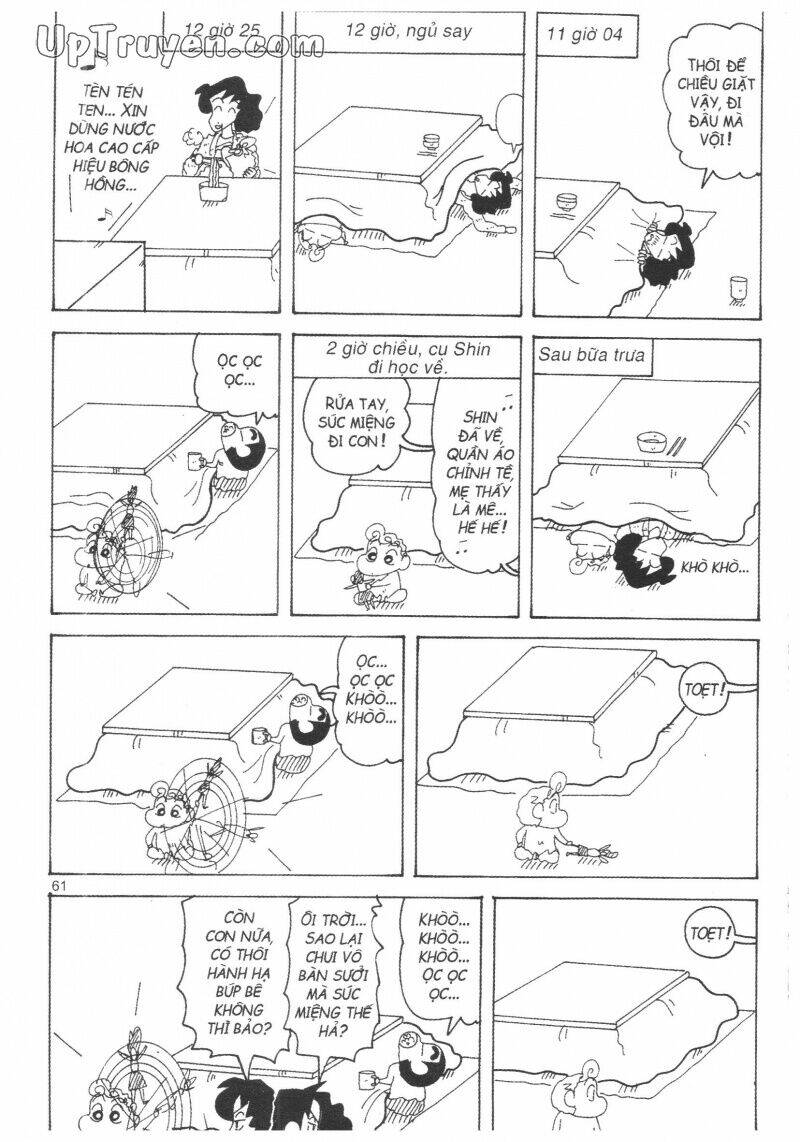 UpTruyen.com
11 giờ 04
THÔI ĐỂ
CHIỀU GIẶT
VẬY, ĐI
ĐÂU MÀ
VỘI!
12 giờ, ngủ say
12 giờ 25
TÊN TÉN
TEN... XIN
DÙNG NƯỚC
HOA CAO CẤP
HIỆU BÔNG
HỒNG...
Sau bữa trưa
KHÒ KHÒ...
2 giờ chiều, cu Shin
đi học về.
SHIN
ĐÃ VỀ,
QUẦN ÁO
CHỈNH TỀ,
MẸ THẤY
LÀ MÊ...
HẾ HẾ!
RỬA TAY,
SÚC MIỆNG
ĐI CON!
ỌC ỌC
ỌC...
TOẸT!
ỌC...
ỌC ỌC
KHÒÒ...
KHÒÒ...
61
TOẸT!
KHÒÒ...
KHÒÒ...
KHÒÒ...
ỌC ỌC
ỌC...
ÔI TRỜI...
SAO LẠI
CHUI VÔ
BÀN SƯỞI
MÀ SÚC
MIỆNG THẾ
HẢ?
CÒN
CON NỮA,
CÓ THÔI
HÀNH HẠ
BÚP BÊ
KHÔNG
THÌ BẢO?